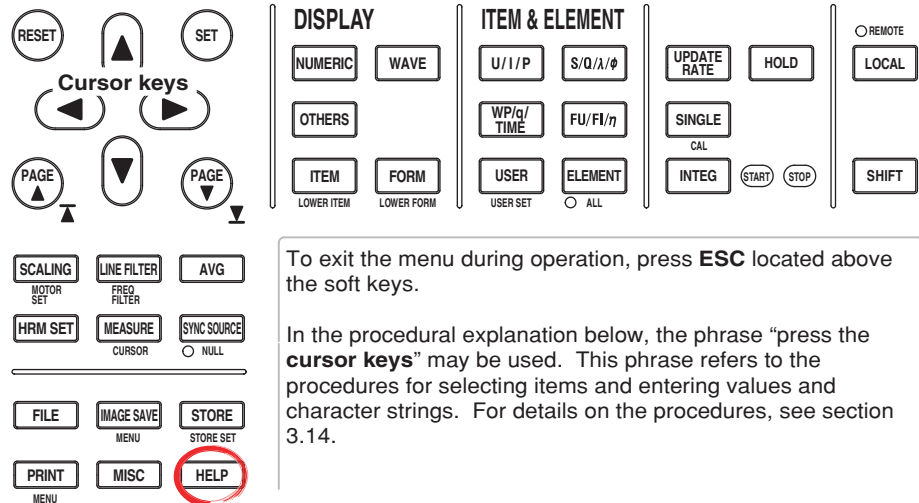 RESET
SET
Cursor keys
PAGE
PAGE
DISPLAY
NUMERIC
WAVE
OTHERS
ITEM
FORM
LOWER ITEM
LOWER FORM
ITEM & ELEMENT
U / I / P
S/Q/λ/ϕ
WP/q/
TIME
FU/FI/η
USER
ELEMENT
USER SET
ALL
UPDATE
RATE
HOLD
SINGLE
CAL
INTEG
START
STOP
REMOTE
LOCAL
SHIFT
SCALING
LINE FILTER
AVG
MOTOR
SET
FREQ
FILTER
HRM SET
MEASURE
SYNC SOURCE
CURSOR
NULL
FILE
IMAGE SAVE
STORE
MENU
STORE SET
PRINT
MISC
HELP
MENU
To exit the menu during operation, press ESC located above
the soft keys.
In the procedural explanation below, the phrase “press the
cursor keys” may be used. This phrase refers to the
procedures for selecting items and entering values and
character strings. For details on the procedures, see section
3.14.